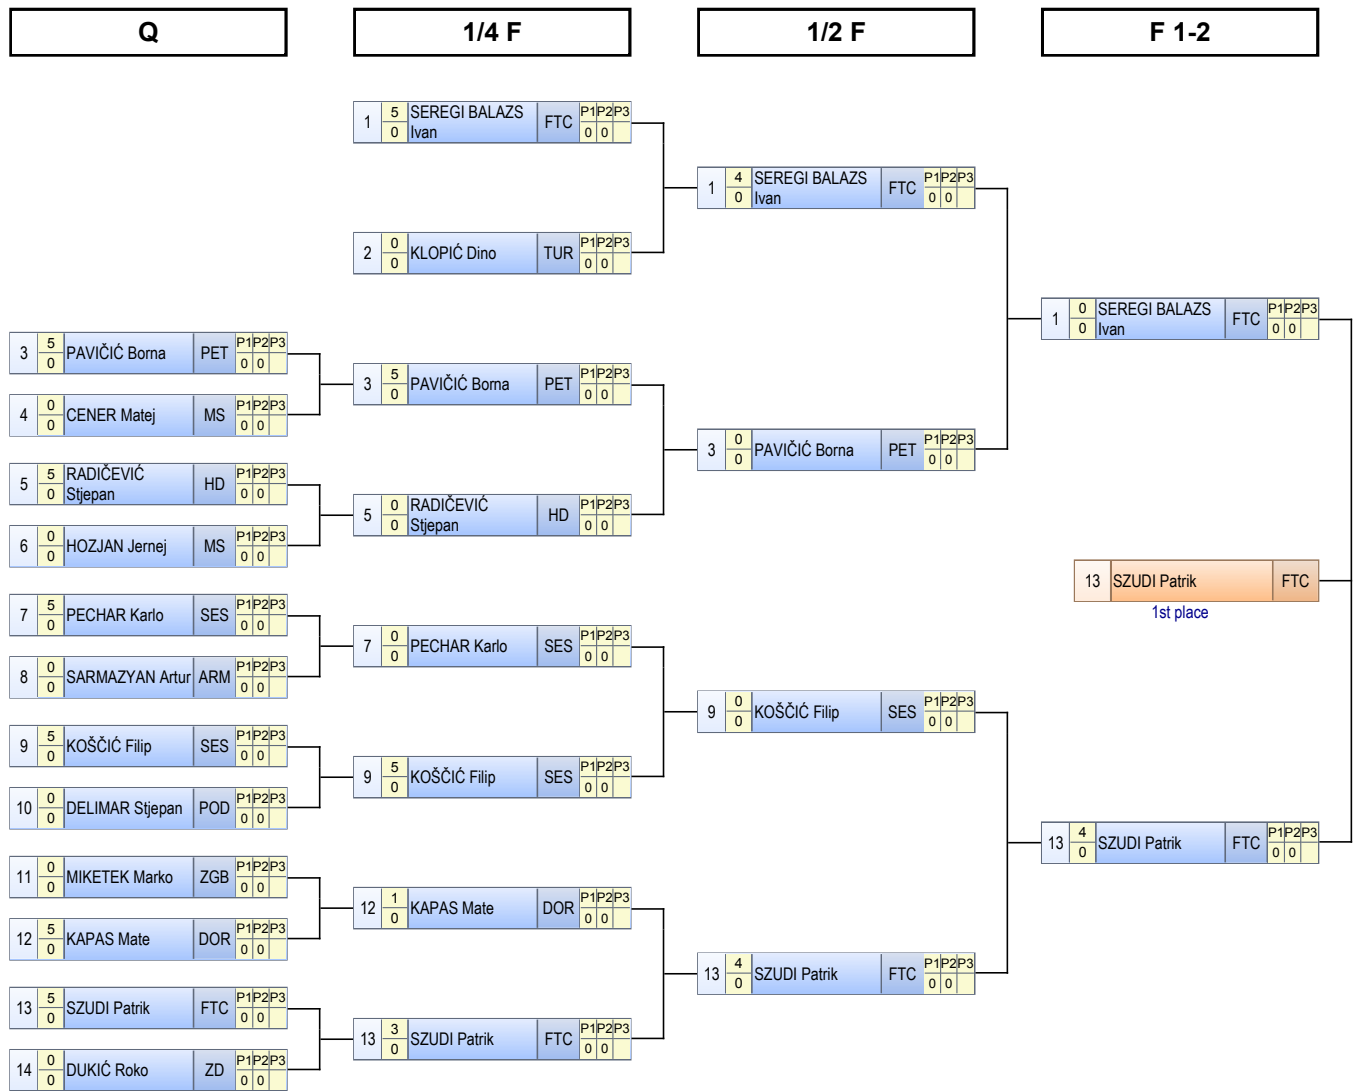 Q
1/4 F
1/2 F
F 1-2
1 5 SEREGI BALAZS FTC P1 P2 P3
0 Ivan 0 0
2 0 KLOPIĆ Dino TUR P1 P2 P3
0 0 0
3 5 PAVIČIĆ Borna PET P1 P2 P3
0 0 0
4 0 CENER Matej MS P1 P2 P3
0 0 0
5 5 RADIČEVIĆ HD P1 P2 P3
0 Stjepan 0 0
6 0 HOZJAN Jernej MS P1 P2 P3
0 0 0
7 5 PECHAR Karlo SES P1 P2 P3
0 0 0
8 0 SARMAZYAN Artur ARM P1 P2 P3
0 0 0
9 5 KOŠČIĆ Filip SES P1 P2 P3
0 0 0
10 0 DELIMAR Stjepan POD P1 P2 P3
0 0 0
11 0 MIKETEK Marko ZGB P1 P2 P3
0 0 0
12 5 KAPAS Mate DOR P1 P2 P3
0 0 0
13 5 SZUDI Patrik FTC P1 P2 P3
0 0 0
14 0 DUKIĆ Roko ZD P1 P2 P3
0 0 0
3 5 PAVIČIĆ Borna PET P1 P2 P3
0 0 0
5 0 RADIČEVIĆ HD P1 P2 P3
0 Stjepan 0 0
7 0 PECHAR Karlo SES P1 P2 P3
0 0 0
9 5 KOŠČIĆ Filip SES P1 P2 P3
0 0 0
12 1 KAPAS Mate DOR P1 P2 P3
0 0 0
13 3 SZUDI Patrik FTC P1 P2 P3
0 0 0
1 4 SEREGI BALAZS FTC P1 P2 P3
0 Ivan 0 0
3 0 PAVIČIĆ Borna PET P1 P2 P3
0 0 0
9 0 KOŠČIĆ Filip SES P1 P2 P3
0 0 0
13 4 SZUDI Patrik FTC P1 P2 P3
0 0 0
1 0 SEREGI BALAZS FTC P1 P2 P3
0 Ivan 0 0
13 SZUDI Patrik FTC
1st place
13 4 SZUDI Patrik FTC P1 P2 P3
0 0 0